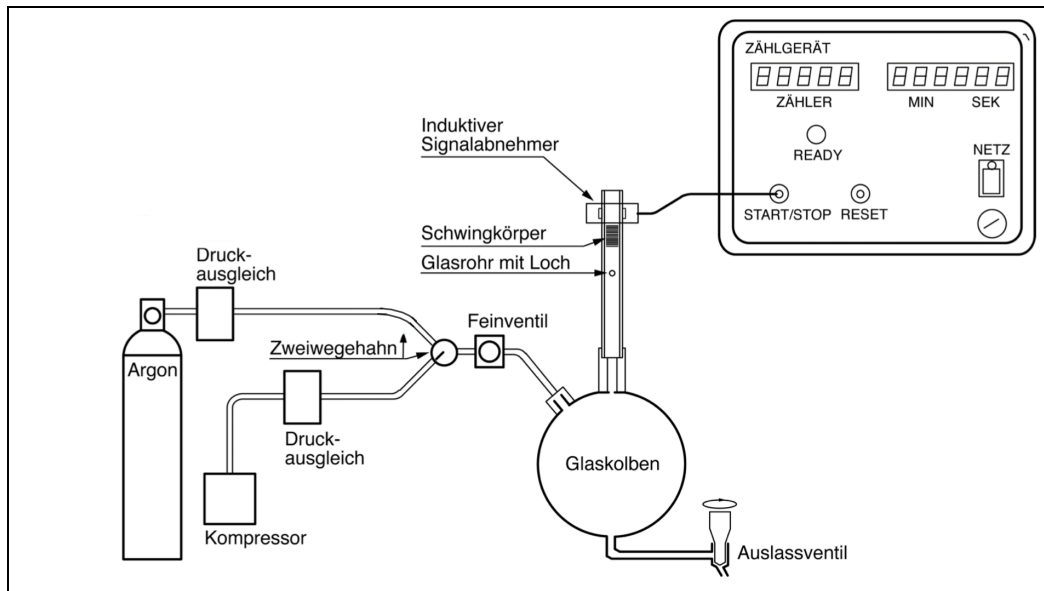 ZÄHLGERÄT
ZÄHLER
MIN SEK
READY
NETZ
START/STOP RESET
Induktiver
Signalabnehmer
Schwingkörper
Glasrohr mit Loch
Druck-
ausgleich
Feinventil
Zweiwegehahn
Argon
Druck-
ausgleich
Kompressor
Glaskolben
Auslassventil